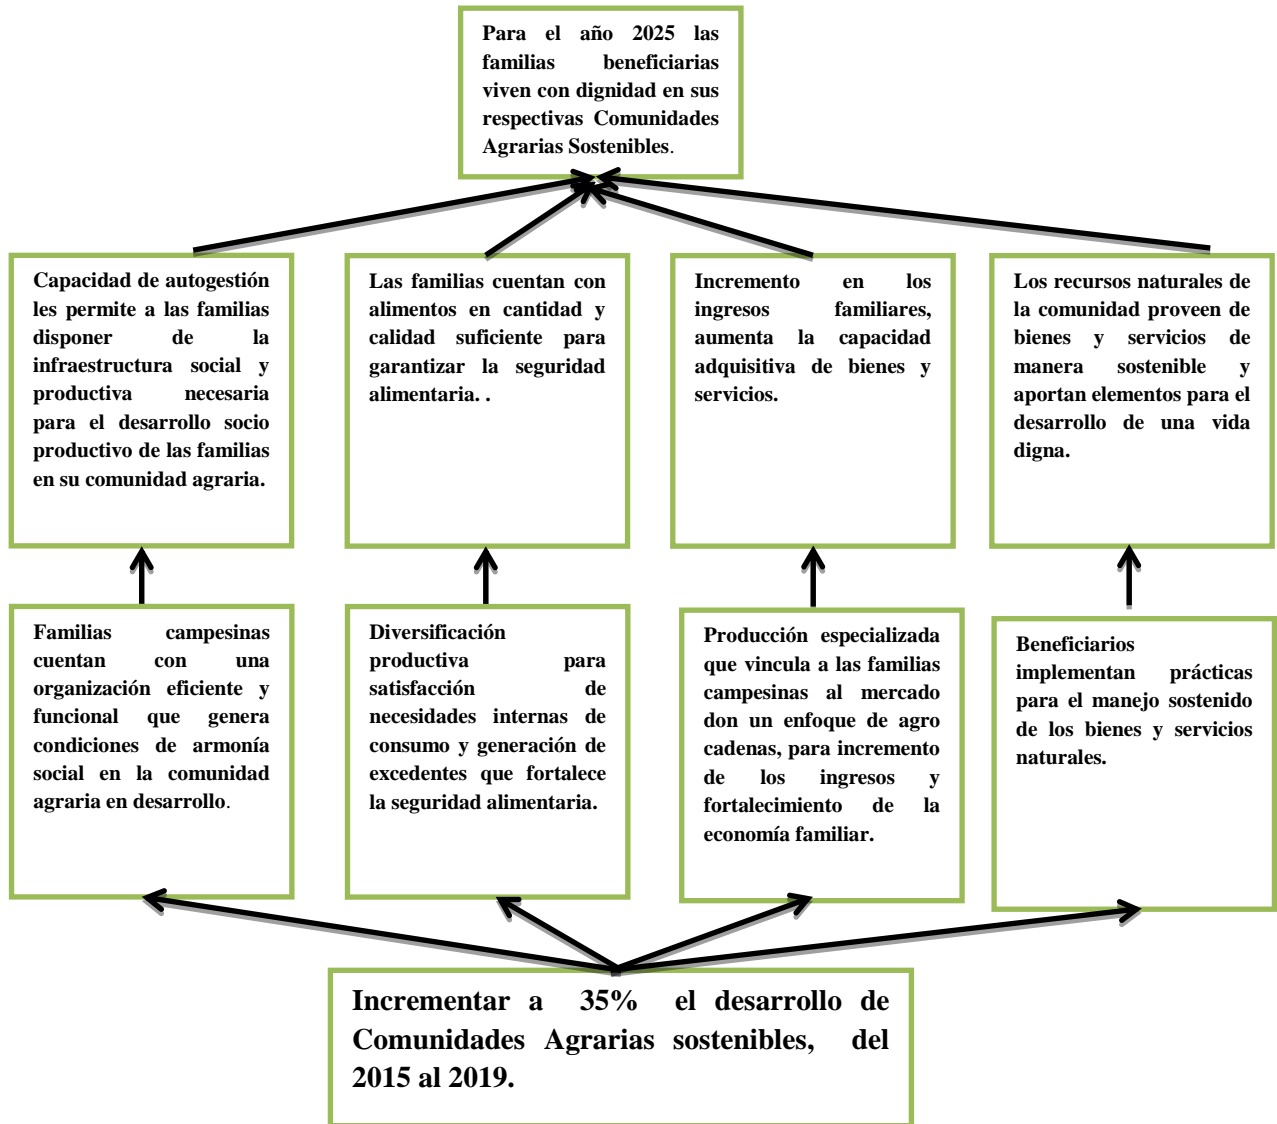 Para el año 2025 las
familias beneficiarias
viven con dignidad en sus
respectivas Comunidades
Agrarias Sostenibles.
Capacidad de autogestión
les permite a las familias
disponer de la
infraestructura social y
productiva necesaria
para el desarrollo socio
productivo de las familias
en su comunidad agraria.
Las familias cuentan con
alimentos en cantidad y
calidad suficiente para
garantizar la seguridad
alimentaria. .
Incremento en los
ingresos familiares,
aumenta la capacidad
adquisitiva de bienes y
servicios.
Los recursos naturales de
la comunidad proveen de
bienes y servicios de
manera sostenible y
aportan elementos para el
desarrollo de una vida
digna.
Familias campesinas
cuentan con una
organización eficiente y
funcional que genera
condiciones de armonía
social en la comunidad
agraria en desarrollo.
Diversificación
productiva para
satisfacción de
necesidades internas de
consumo y generación de
excedentes que fortalece
la seguridad alimentaria.
Producción especializada
que vincula a las familias
campesinas al mercado
don un enfoque de agro
cadenas, para incremento
de los ingresos y
fortalecimiento de la
economía familiar.
Beneficiarios
implementan prácticas
para el manejo sostenido
de los bienes y servicios
naturales.
Incrementar a 35% el desarrollo de
Comunidades Agrarias sostenibles, del
2015 al 2019.